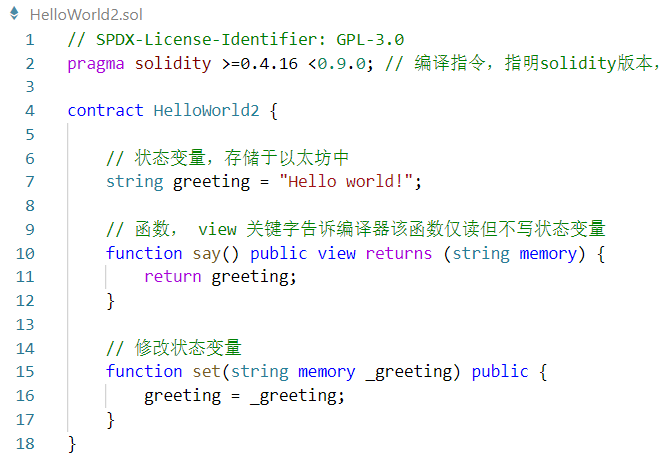 HelloWorld2.sol
1 // SPDX-License-Identifier: GPL-3.0
2 pragma solidity >=0.4.16 <0.9.0; // 编译指令，指明solidity版本，
3
4 contract HelloWorld2 {
5
6 // 状态变量，存储于以太坊中
7 string greeting = "Hello world!";
8
9 // 函数， view 关键字告诉编译器该函数仅读但不写状态变量
10 function say() public view returns (string memory) {
11 return greeting;
12 }
13
14 // 修改状态变量
15 function set(string memory _greeting) public {
16 greeting = _greeting;
17 }
18 }